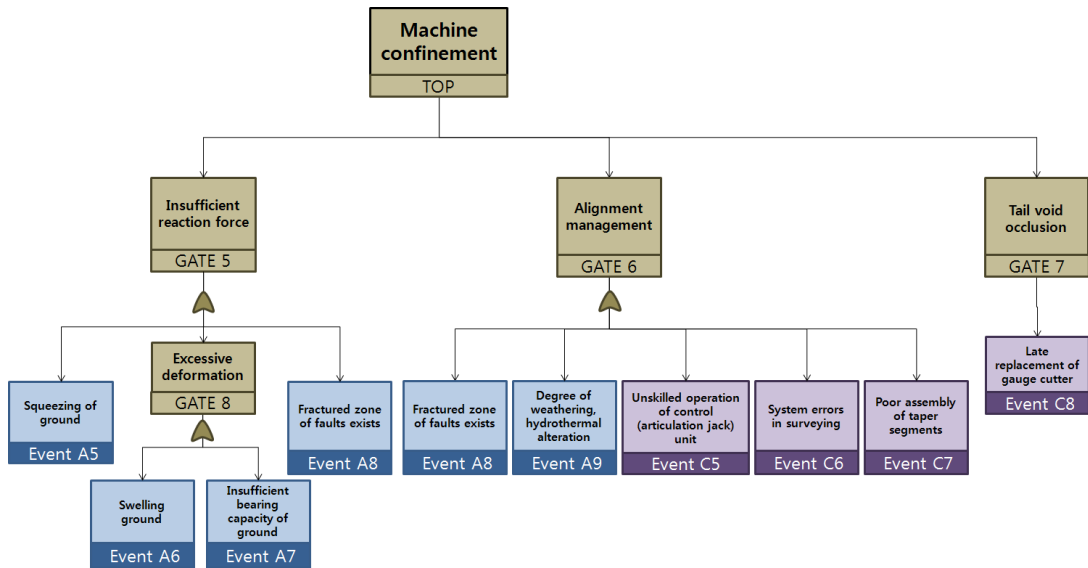 Machine
confinement
TOP
Insufficient
reaction force
GATE 5
Alignment
management
GATE 6
Tail void
occlusion
GATE 7
Squeezing of
ground
Event A5
Excessive
deformation
GATE 8
Fractured zone
of faults exists
Event A8
Fractured zone
of faults exists
Event A8
Degree of
weathering,
hydrothermal
alteration
Event A9
Unskilled operation
of control
(articulation jack)
unit
Event C5
System errors
in surveying
Event C6
Poor assembly
of taper
segments
Event C7
Late
replacement of
gauge cutter
Event C8
Swelling
ground
Event A6
Insufficient
bearing
capacity of
ground
Event A7